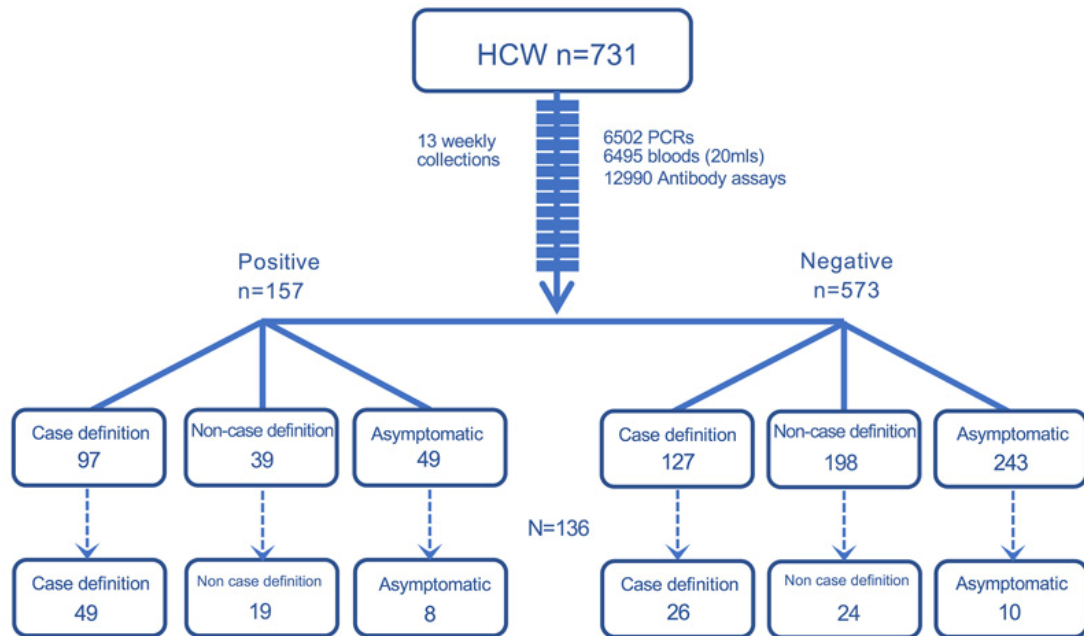 HCW n=731
13 weekly
collections
6502 PCRs
6495 bloods (20mls)
12990 Antibody assays
Positive
n=157
Negative
n=573
Case definition
97
Non-case definition
39
Asymptomatic
49
Case definition
127
Non-case definition
198
Asymptomatic
243
N=136
Case definition
49
Non case definition
19
Asymptomatic
8
Case definition
26
Non case definition
24
Asymptomatic
10